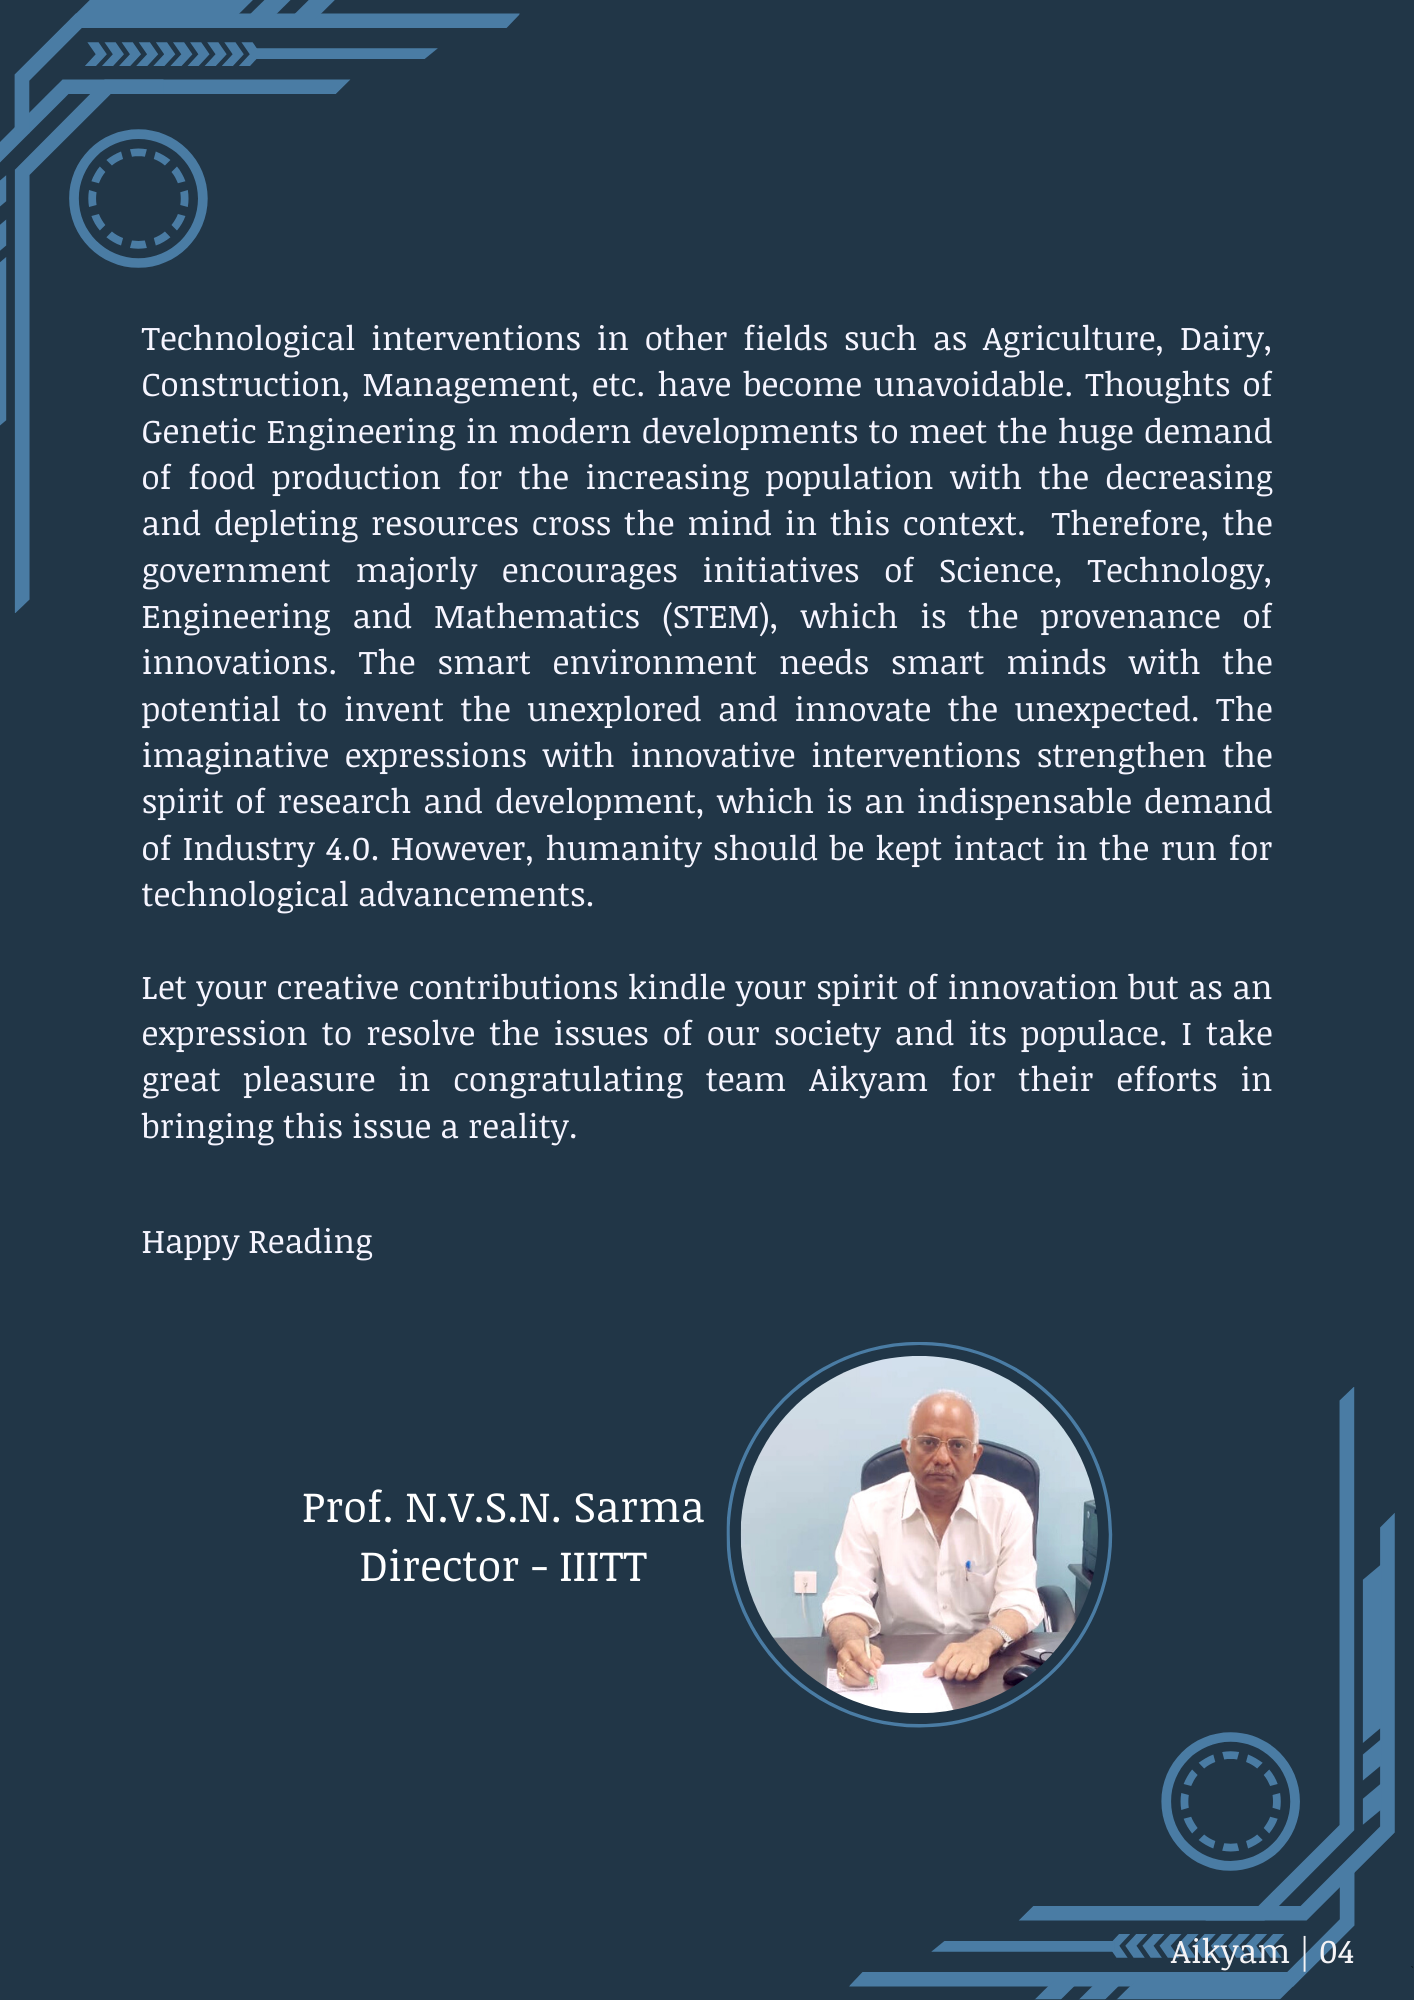 Technological interventions in other fields such as Agriculture, Dairy,
Construction, Management, etc. have become unavoidable. Thoughts of
Genetic Engineering in modern developments to meet the huge demand
of food production for the increasing population with the decreasing
and depleting resources cross the mind in this context.  Therefore, the
government majorly encourages initiatives of Science, Technology,
Engineering and Mathematics (STEM), which is the provenance of
innovations. The smart environment needs smart minds with the
potential to invent the unexplored and innovate the unexpected. The
imaginative expressions with innovative interventions strengthen the
spirit of research and development, which is an indispensable demand
of Industry 4.0. However, humanity should be kept intact in the run for
technological advancements.
Let your creative contributions kindle your spirit of innovation but as an
expression to resolve the issues of our society and its populace. I take
great pleasure in congratulating team Aikyam for their efforts in
bringing this issue a reality.
Happy Reading
Prof. N.V.S.N. Sarma
Director - IIITT
Aikyam | 04